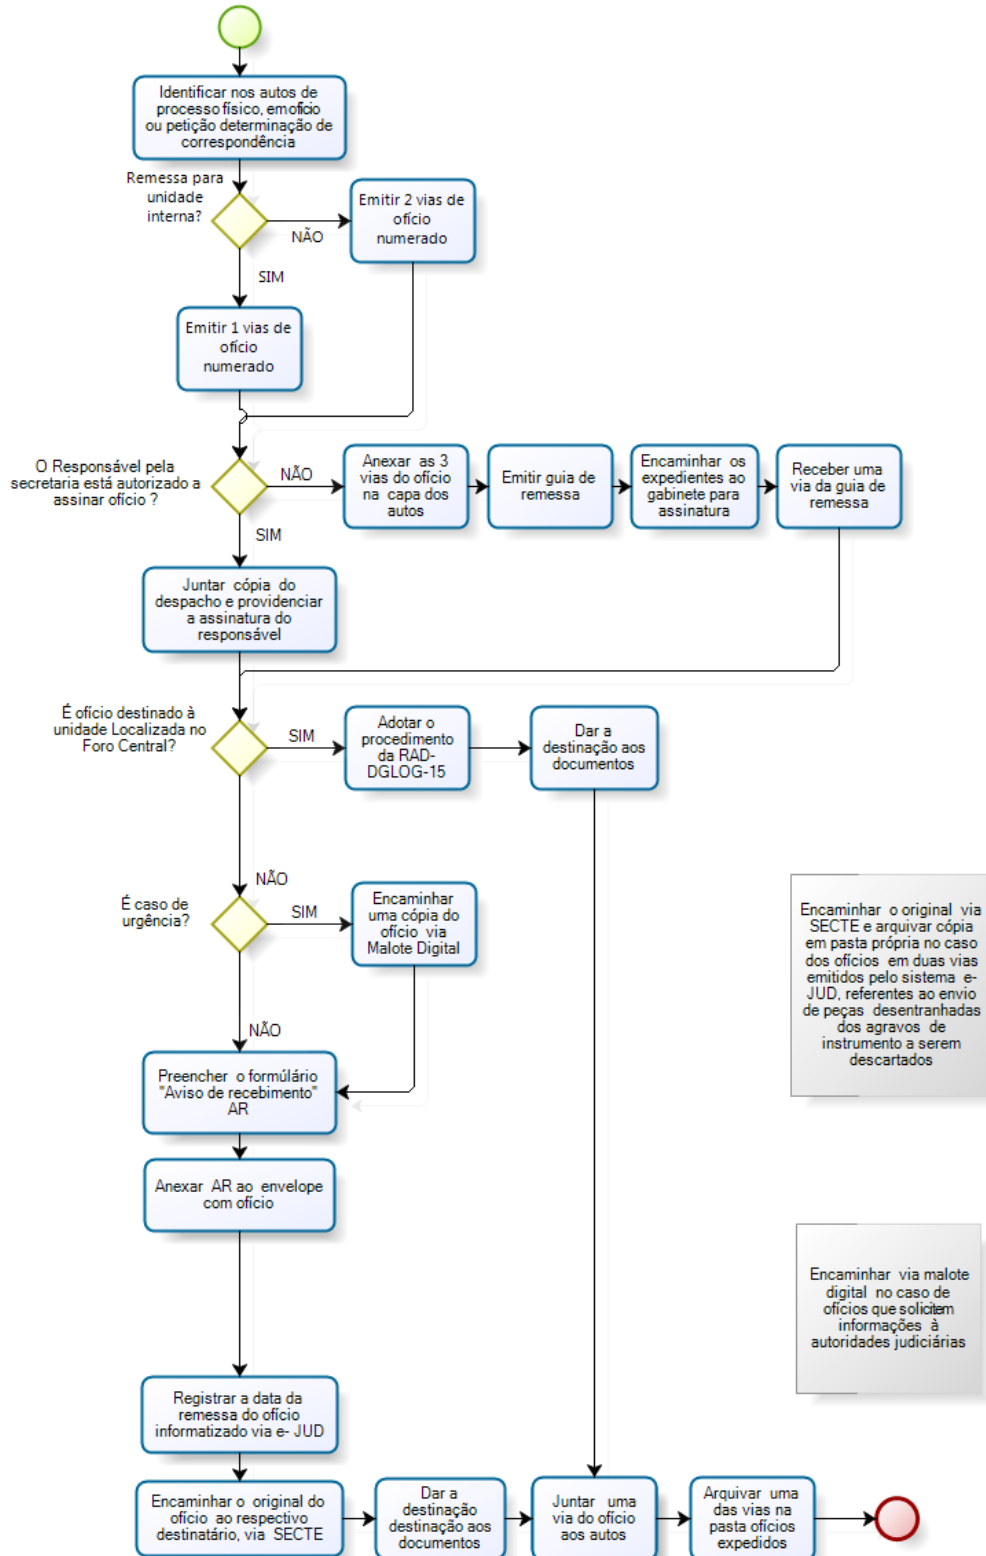 Identificar nos autos de
processo físico, em ofício
ou petição determinação de
correspondência
Remessa para
unidade
interna?
NÃO
Emitir 2 vias de
ofício
numerado
SIM
Emitir 1 vias de
ofício
numerado
O Responsável pela
secretaria está autorizado a
assinar ofício ?
NÃO
Anexar as 3
vias do ofício
na capa dos
autos
Emitir guia de
remessa
Encaminhar os
expedientes ao
gabinete para
assinatura
Receber uma
via da guia de
remessa
SIM
Juntar cópia do
despacho e providenciar
a assinatura do
responsável
É ofício destinado à
unidade Localizada no
Foro Central?
SIM
Adotar o
procedimento
da RAD-
DGLOG-15
Dar a
destinação aos
documentos
NÃO
É caso de
urgência?
SIM
Encaminhar
uma cópia do
ofício via
Malote Digital
Encaminhar o original via
SECTE e arquivar cópia
em pasta própria no caso
dos ofícios em duas vias
emitidos pelo sistema e-
JUD, referentes ao envio
de peças desentranhadas
dos agravos de
instrumento a serem
descartados
NÃO
Preencher o formúlário
"Aviso de recebimento"
AR
Anexar AR ao envelope
com ofício
Encaminhar via malote
digital no caso de
ofícios que solicitem
informações à
autoridades judiciárias
Registrar a data da
remessa do ofício
informatizado via e- JUD
Encaminhar o original do
ofício ao respectivo
destinatário, via SECTE
Dar a
destinação
destinação aos
documentos
Juntar uma
via do ofício
aos autos
Arquivar uma
das vias na
pasta ofícios
expedidos